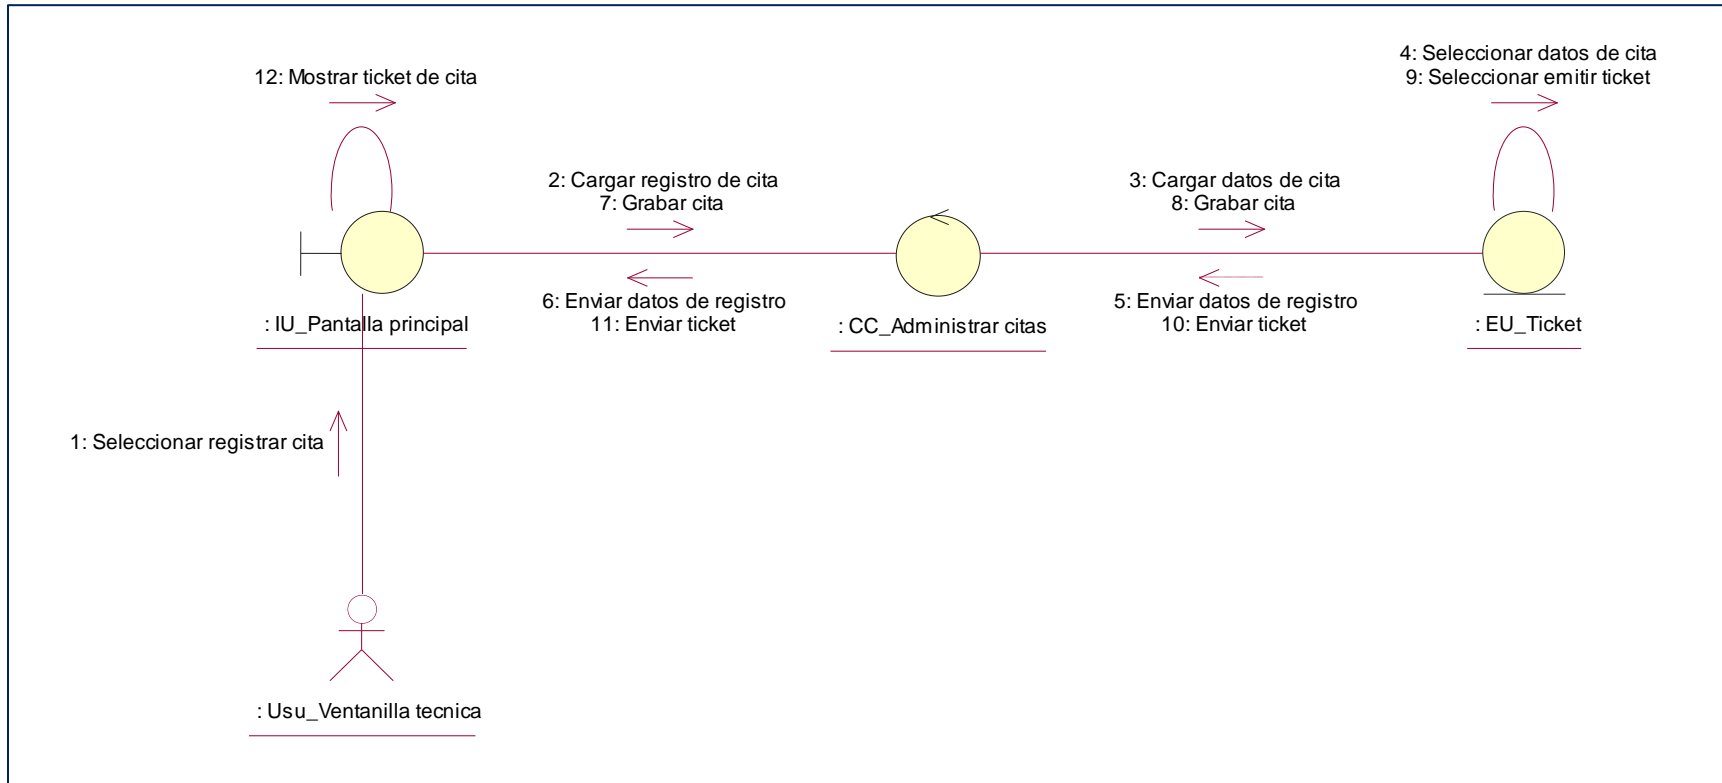 12: Mostrar ticket de cita
4: Seleccionar datos de cita
9: Seleccionar emitir ticket
2: Cargar registro de cita
7: Grabar cita
3: Cargar datos de cita
8: Grabar cita
6: Enviar datos de registro
11: Enviar ticket
5: Enviar datos de registro
10: Enviar ticket
: IU_Pantalla principal
: CC_Administrar citas
: EU_Ticket
1: Seleccionar registrar cita
: Usu_Ventanilla tecnica